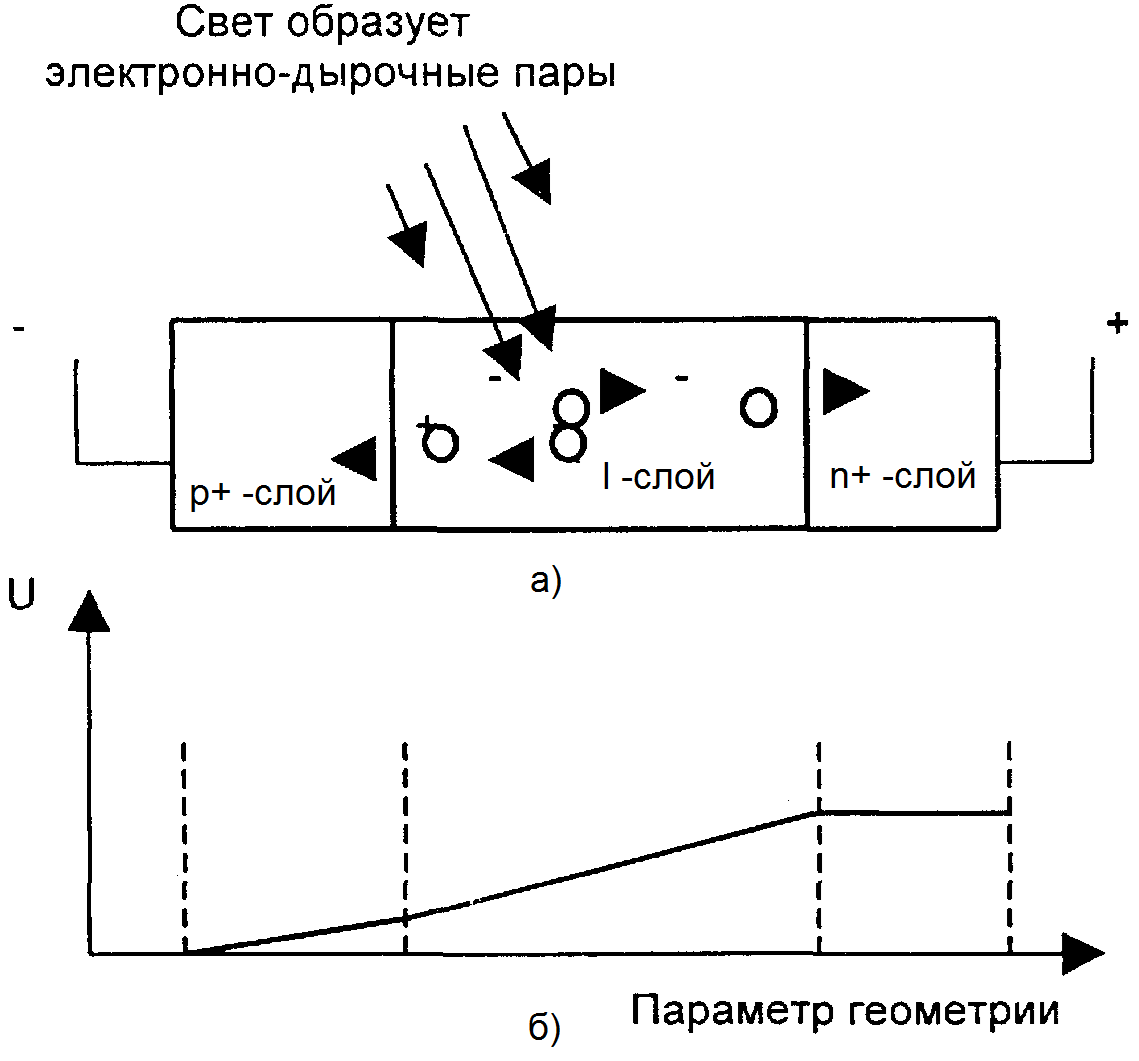 Свет образует
электронно-дырочные пары
- +
- -
+
p+ -слой I -слой n+ -слой
а)
U
Параметр геометрии
б)